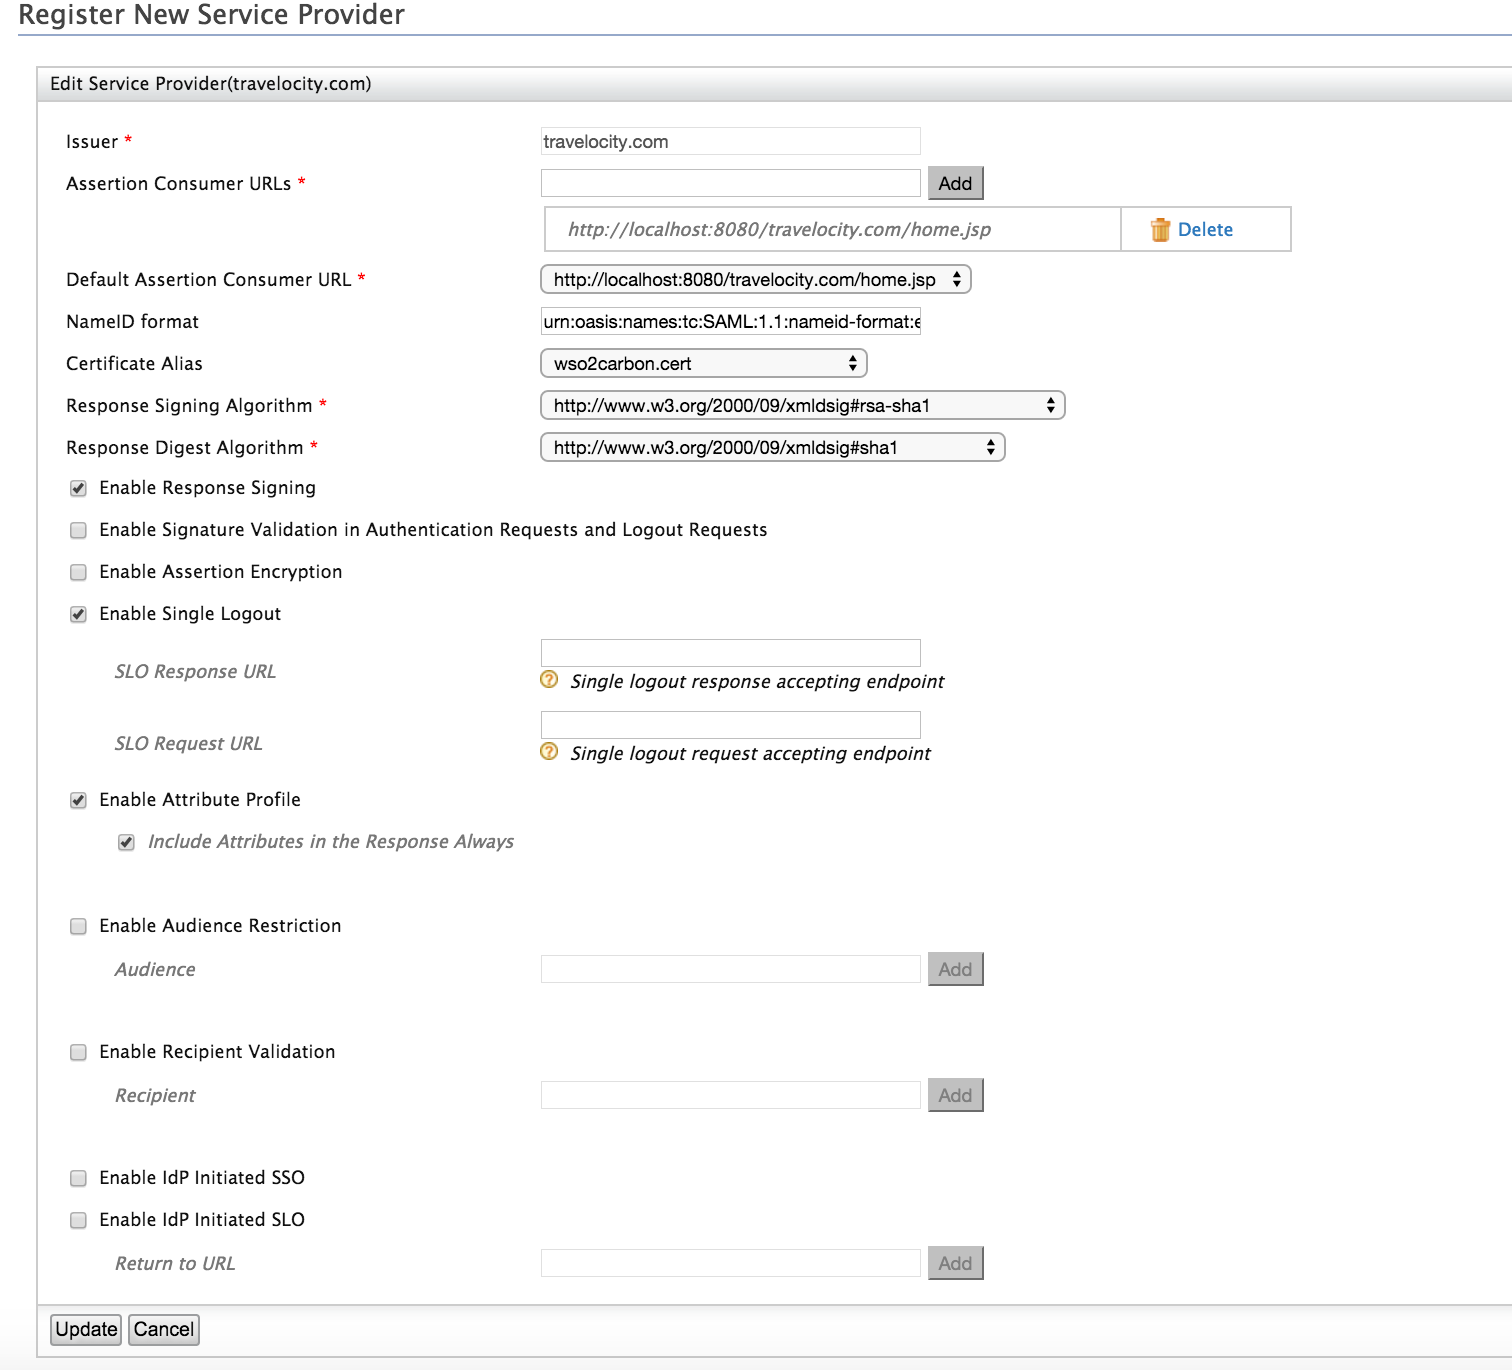 Register New Service Provider
Edit Service Provider(travelocity.com)
Issuer * travelocity.com
Assertion Consumer URLs * Add
http://localhost:8080/travelocity.com/home.jsp Delete
Default Assertion Consumer URL * http://localhost:8080/travelocity.com/home.jsp
NameID format urn:oasis:names:tc:SAML:1.1:nameid-format:e
Certificate Alias wso2carbon.cert
Response Signing Algorithm * http://www.w3.org/2000/09/xmldsig#rsa-sha1
Response Digest Algorithm * http://www.w3.org/2000/09/xmldsig#sha1
Enable Response Signing
Enable Signature Validation in Authentication Requests and Logout Requests
Enable Assertion Encryption
Enable Single Logout
SLO Response URL
? Single logout response accepting endpoint
SLO Request URL
? Single logout request accepting endpoint
Enable Attribute Profile
Include Attributes in the Response Always
Enable Audience Restriction
Audience Add
Enable Recipient Validation
Recipient Add
Enable IdP Initiated SSO
Enable IdP Initiated SLO
Return to URL Add
Update Cancel